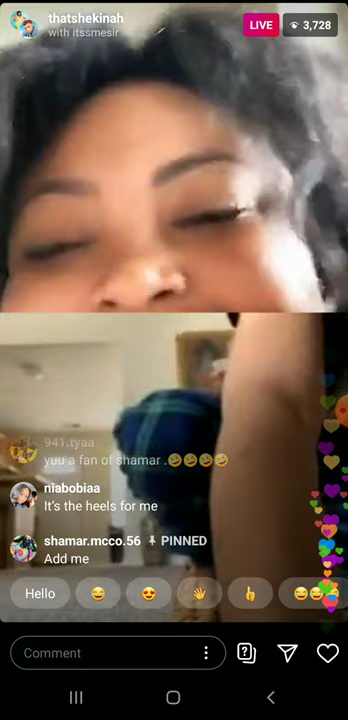 thatshekinah
with itssmesir
LIVE
3,728
941.tyaa
yuu a fan of shamar .🤣🤣🤣🤣
niabobiaa
It's the heels for me
shamar.mcco.56 PINNED
Add me
Hello
Comment